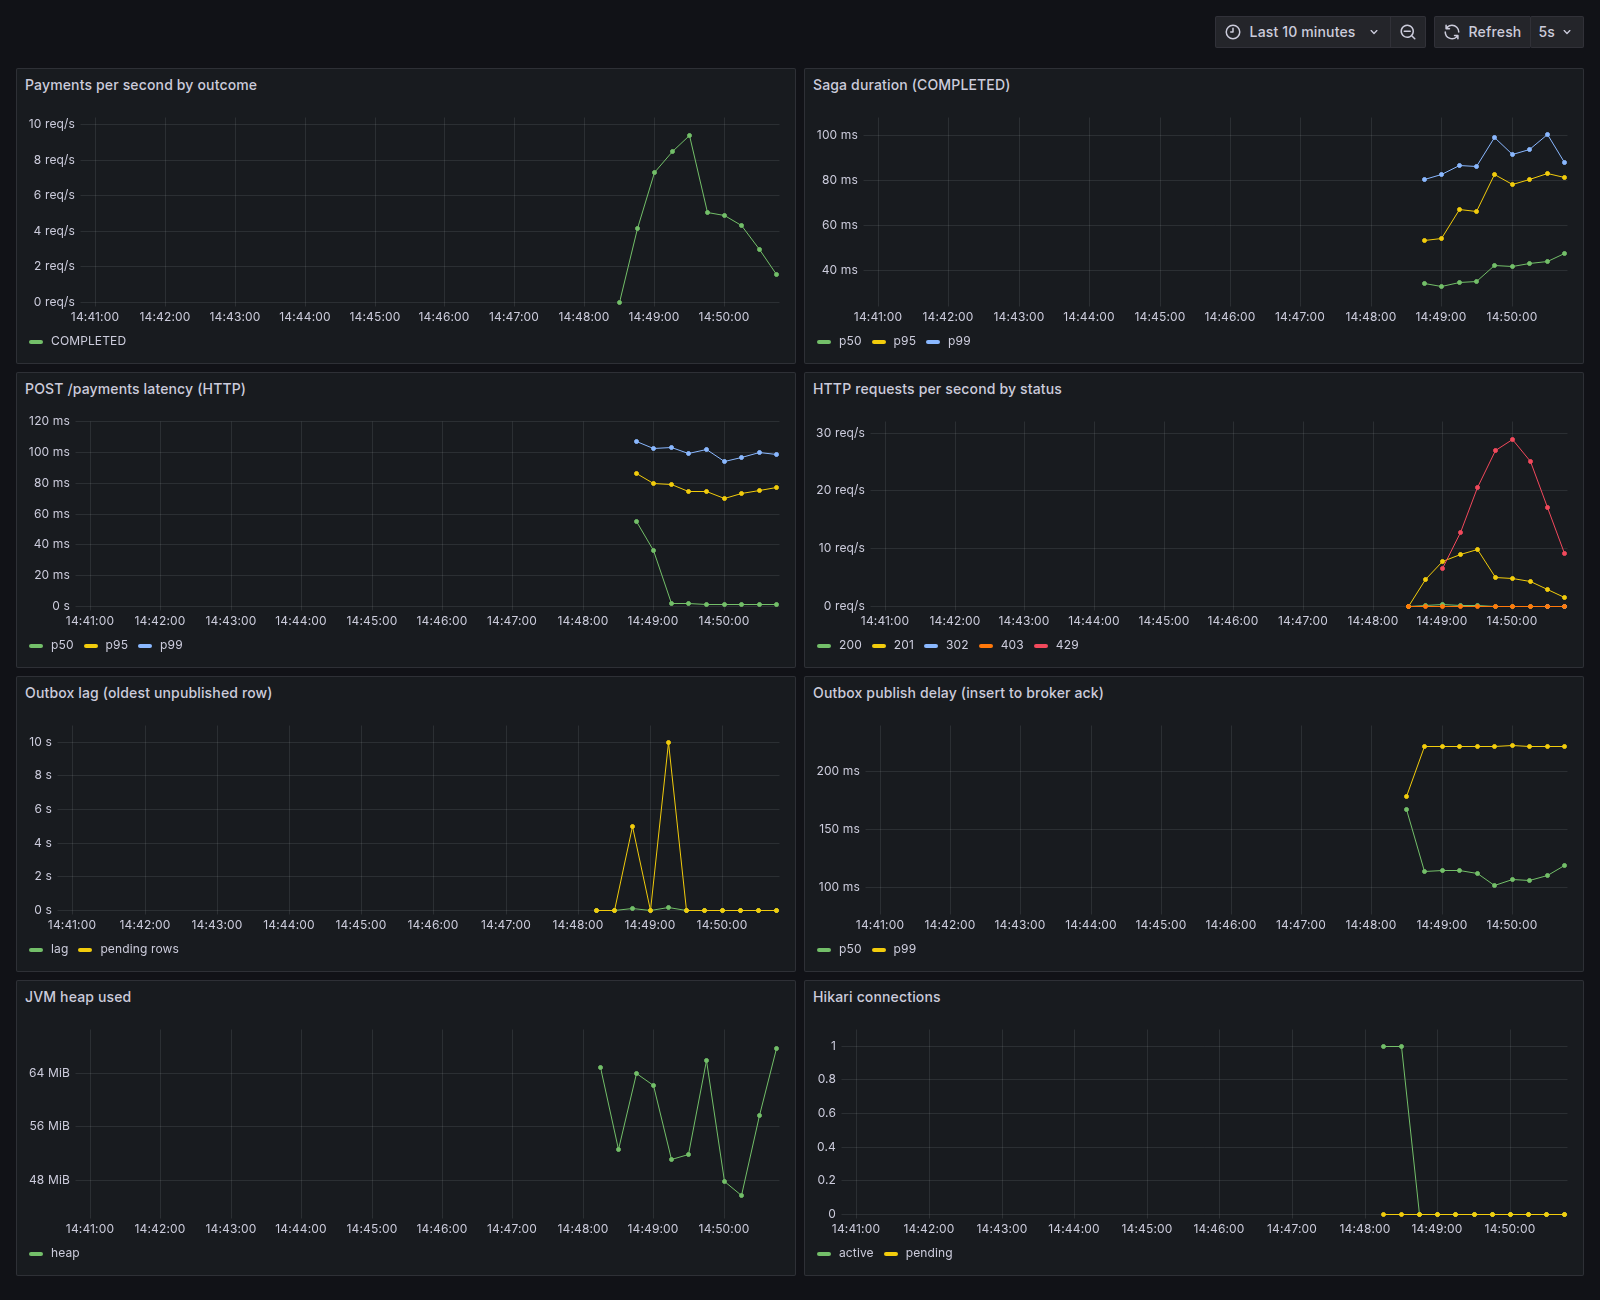 Last 10 minutes Refresh 5s
Payments per second by outcome
10 req/s
8 req/s
6 req/s
4 req/s
2 req/s
0 req/s
14:41:00 14:42:00 14:43:00 14:44:00 14:45:00 14:46:00 14:47:00 14:48:00 14:49:00 14:50:00
COMPLETED
Saga duration (COMPLETED)
100 ms
80 ms
60 ms
40 ms
14:41:00 14:42:00 14:43:00 14:44:00 14:45:00 14:46:00 14:47:00 14:48:00 14:49:00 14:50:00
p50 p95 p99
POST /payments latency (HTTP)
120 ms
100 ms
80 ms
60 ms
40 ms
20 ms
0 s
14:41:00 14:42:00 14:43:00 14:44:00 14:45:00 14:46:00 14:47:00 14:48:00 14:49:00 14:50:00
p50 p95 p99
HTTP requests per second by status
30 req/s
20 req/s
10 req/s
0 req/s
14:41:00 14:42:00 14:43:00 14:44:00 14:45:00 14:46:00 14:47:00 14:48:00 14:49:00 14:50:00
200 201 302 403 429
Outbox lag (oldest unpublished row)
10 s
8 s
6 s
4 s
2 s
0 s
14:41:00 14:42:00 14:43:00 14:44:00 14:45:00 14:46:00 14:47:00 14:48:00 14:49:00 14:50:00
lag pending rows
Outbox publish delay (insert to broker ack)
200 ms
150 ms
100 ms
14:41:00 14:42:00 14:43:00 14:44:00 14:45:00 14:46:00 14:47:00 14:48:00 14:49:00 14:50:00
p50 p99
JVM heap used
64 MiB
56 MiB
48 MiB
14:41:00 14:42:00 14:43:00 14:44:00 14:45:00 14:46:00 14:47:00 14:48:00 14:49:00 14:50:00
heap
Hikari connections
1
0.8
0.6
0.4
0.2
0
14:41:00 14:42:00 14:43:00 14:44:00 14:45:00 14:46:00 14:47:00 14:48:00 14:49:00 14:50:00
active pending